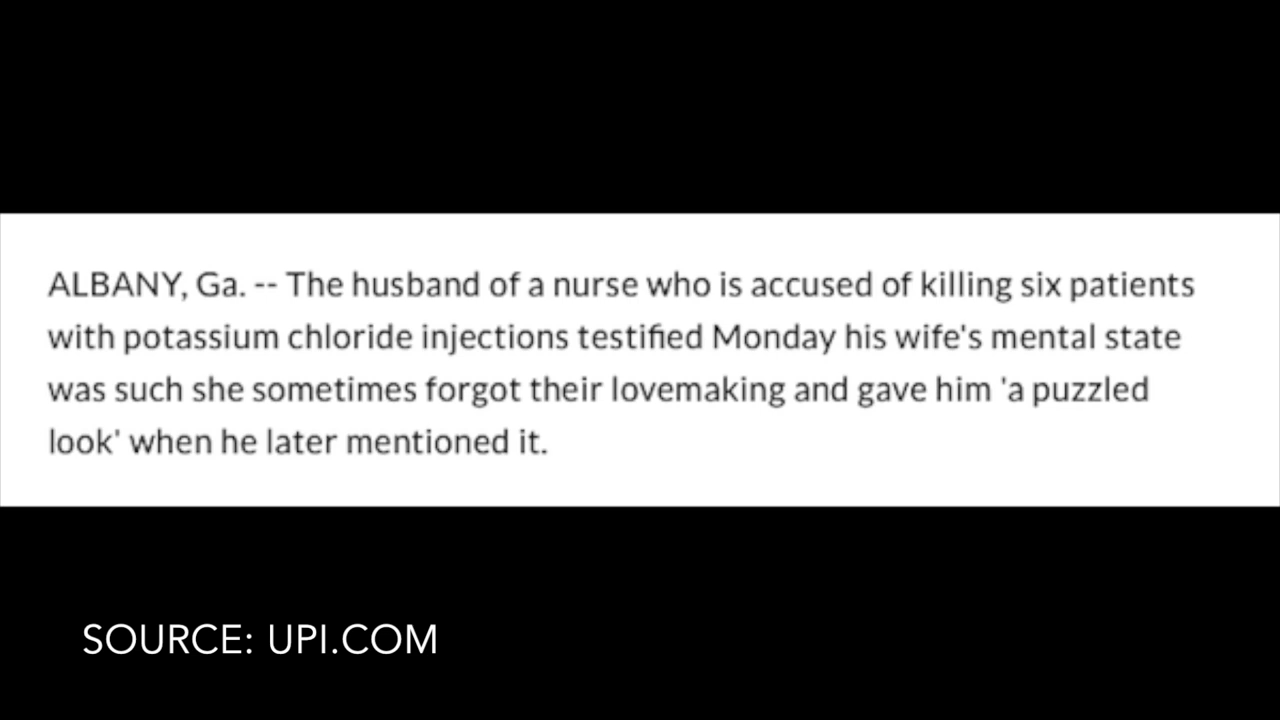 ALBANY, Ga. -- The husband of a nurse who is accused of killing six patients
with potassium chloride injections testified Monday his wife's mental state
was such she sometimes forgot their lovemaking and gave him 'a puzzled
look' when he later mentioned it.
SOURCE: UPI.COM